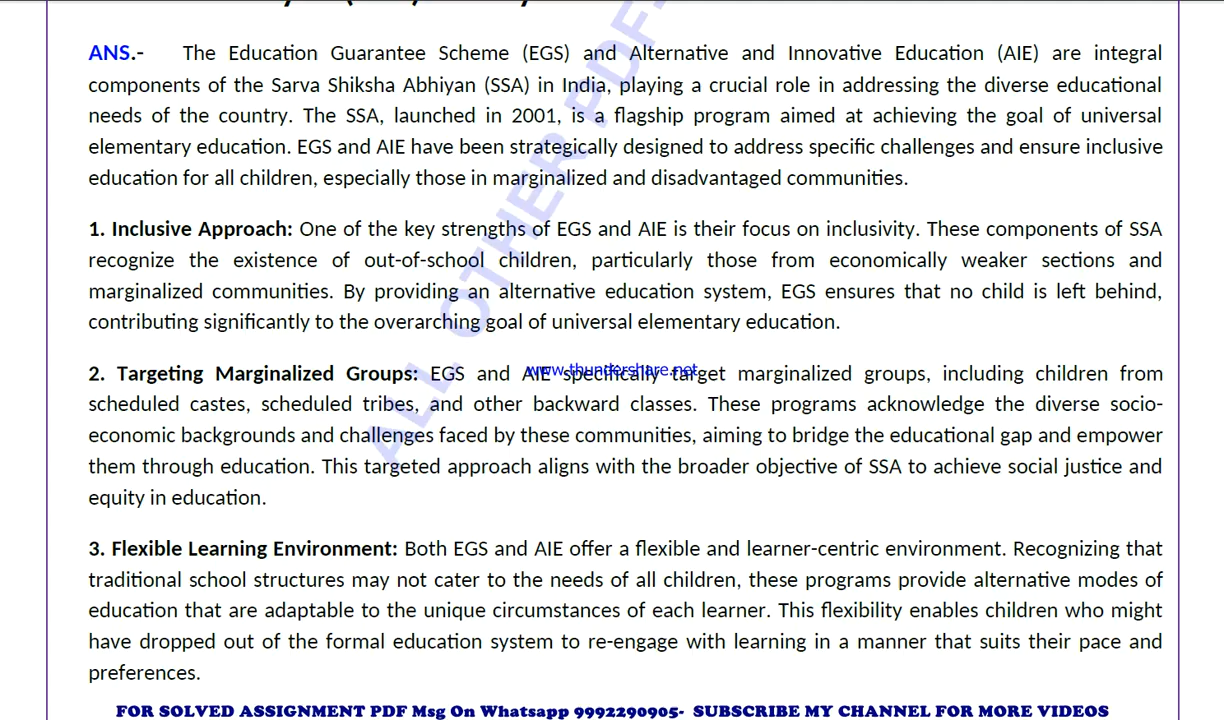 ANS.- The Education Guarantee Scheme (EGS) and Alternative and Innovative Education (AIE) are integral
components of the Sarva Shiksha Abhiyan (SSA) in India, playing a crucial role in addressing the diverse educational
needs of the country. The SSA, launched in 2001, is a flagship program aimed at achieving the goal of universal
elementary education. EGS and AIE have been strategically designed to address specific challenges and ensure inclusive
education for all children, especially those in marginalized and disadvantaged communities.
1. Inclusive Approach: One of the key strengths of EGS and AIE is their focus on inclusivity. These components of SSA
recognize the existence of out-of-school children, particularly those from economically weaker sections and
marginalized communities. By providing an alternative education system, EGS ensures that no child is left behind,
contributing significantly to the overarching goal of universal elementary education.
2. Targeting Marginalized Groups: EGS and AIE specifically target marginalized groups, including children from
www.thundershare.net
scheduled castes, scheduled tribes, and other backward classes. These programs acknowledge the diverse socio-
economic backgrounds and challenges faced by these communities, aiming to bridge the educational gap and empower
them through education. This targeted approach aligns with the broader objective of SSA to achieve social justice and
equity in education.
3. Flexible Learning Environment: Both EGS and AIE offer a flexible and learner-centric environment. Recognizing that
traditional school structures may not cater to the needs of all children, these programs provide alternative modes of
education that are adaptable to the unique circumstances of each learner. This flexibility enables children who might
have dropped out of the formal education system to re-engage with learning in a manner that suits their pace and
preferences.
ALL OTHER PDF
FOR SOLVED ASSIGNMENT PDF Msg On Whatsapp 9992290905- SUBSCRIBE MY CHANNEL FOR MORE VIDEOS